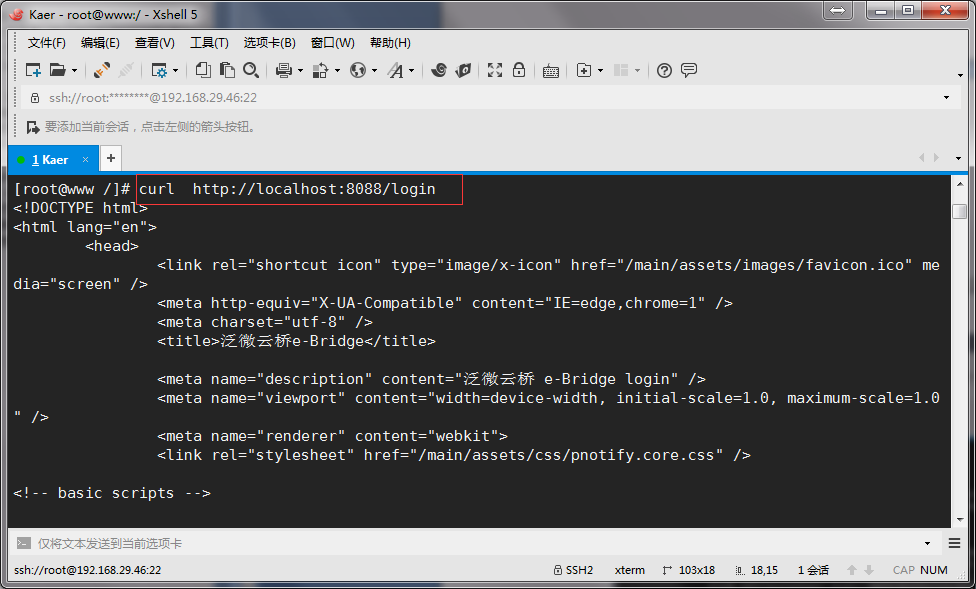 Kaer - root@www:/ - Xshell 5
文件(F) 编辑(E) 查看(V) 工具(T) 选项卡(B) 窗口(W) 帮助(H)
ssh://root:********@192.168.29.46:22
要添加当前会话，点击左侧的箭头按钮。
1 Kaer × +
[root@www /]# curl  http://localhost:8088/login
<!DOCTYPE html>
<html lang="en">
        <head>
                <link rel="shortcut icon" type="image/x-icon" href="/main/assets/images/favicon.ico" me
dia="screen" />
                <meta http-equiv="X-UA-Compatible" content="IE=edge,chrome=1" />
                <meta charset="utf-8" />
                <title>泛微云桥e-Bridge</title>
                <meta name="description" content="泛微云桥 e-Bridge login" />
                <meta name="viewport" content="width=device-width, initial-scale=1.0, maximum-scale=1.0
" />
                <meta name="renderer" content="webkit">
                <link rel="stylesheet" href="/main/assets/css/pnotify.core.css" />
<!-- basic scripts -->
仅将文本发送到当前选项卡
ssh://root@192.168.29.46:22 SSH2 xterm 103x18 18,15 1 会话 CAP NUM